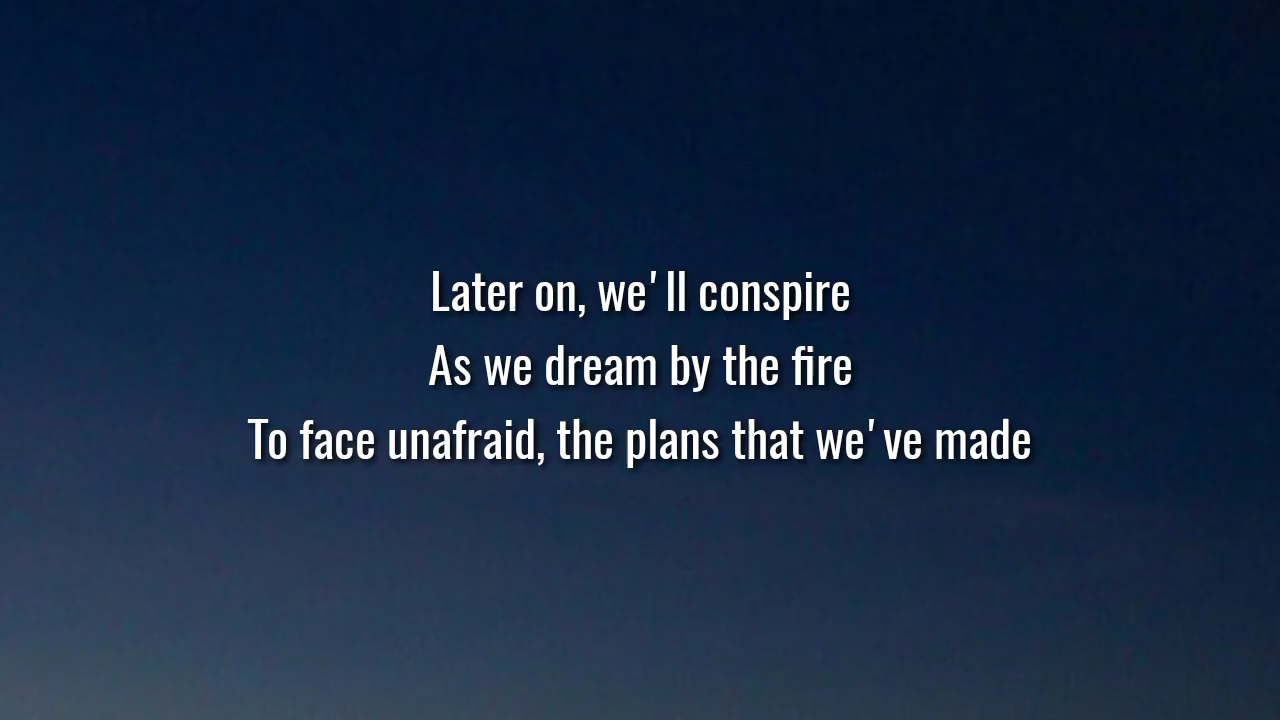 Later on, we'll conspire
As we dream by the fire
To face unafraid, the plans that we've made